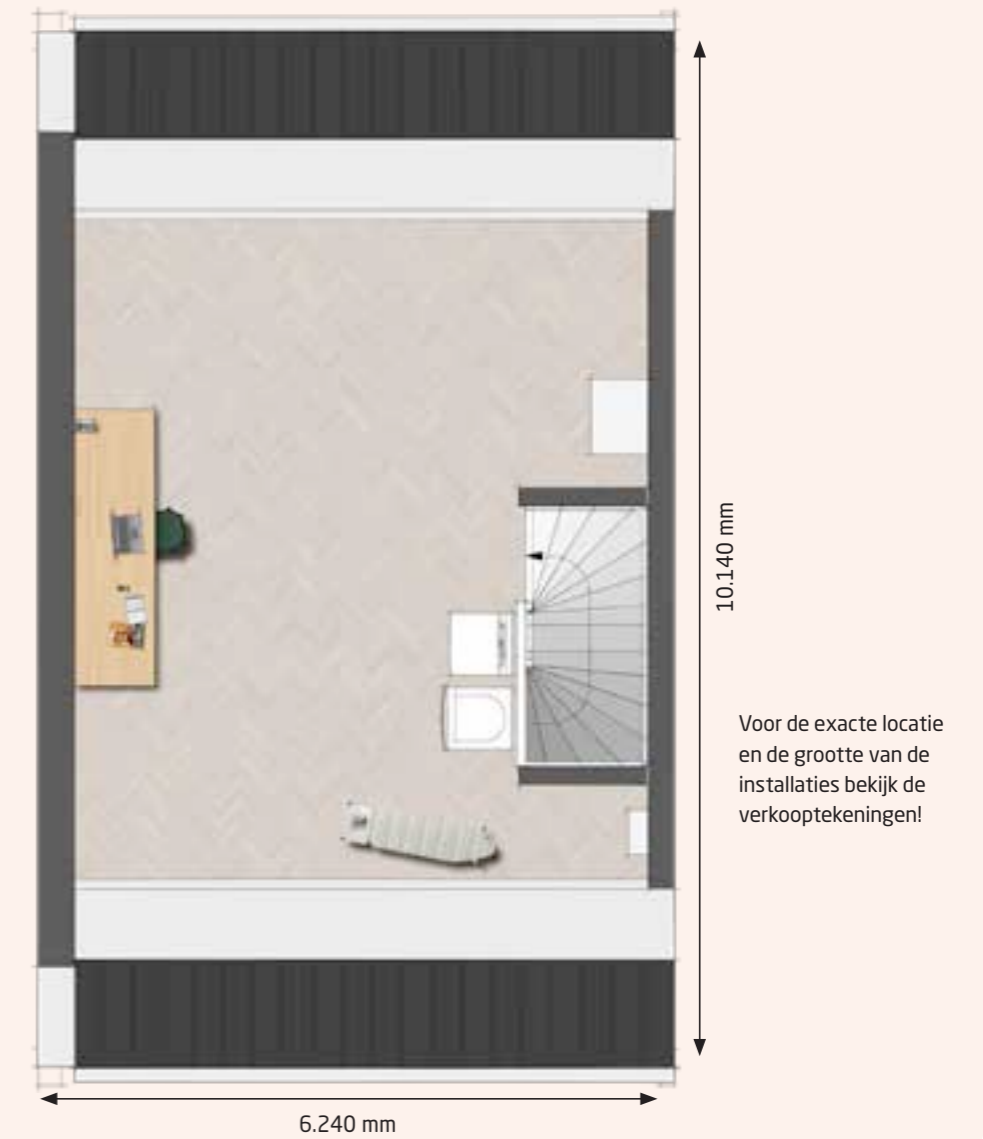 10.140 mm
Voor de exacte locatie
en de grootte van de
installaties bekijk de
verkooptekeningen!
6.240 mm